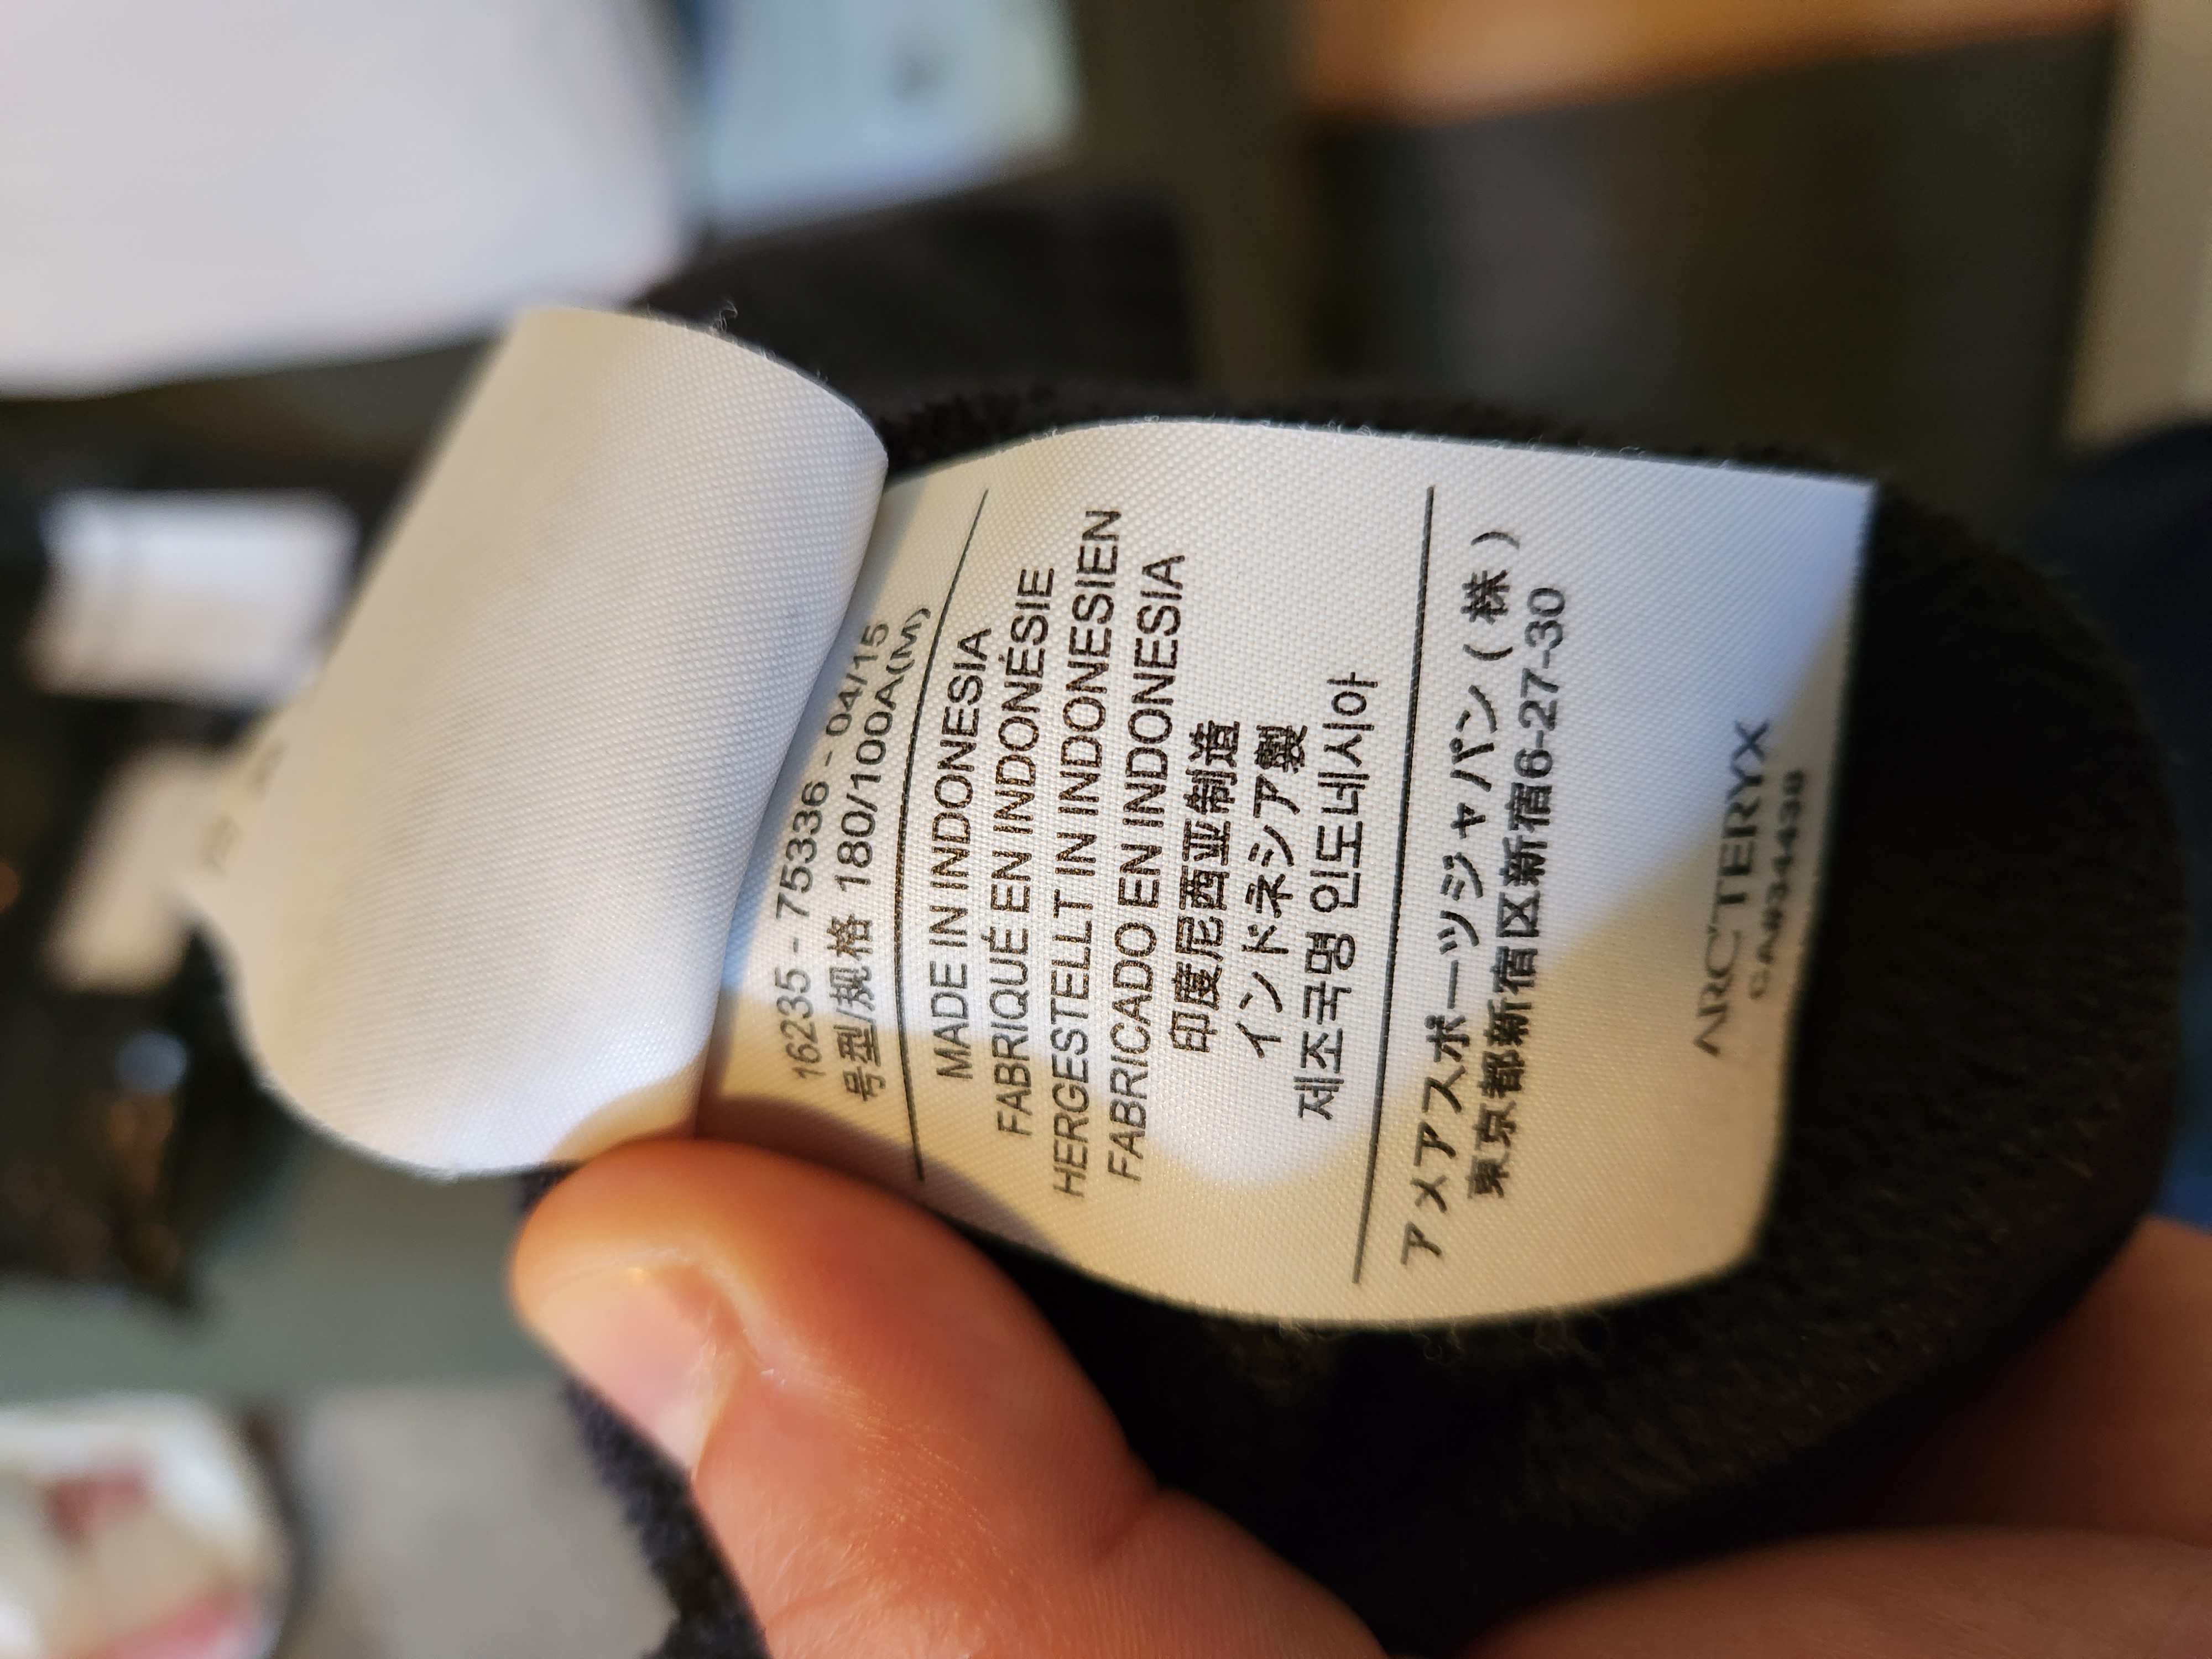 16235 - 75336 - 04/15
号型/规格 180/100A(M)
MADE IN INDONESIA
FABRIQUÉ EN INDONÉSIE
HERGESTELLT IN INDONESIEN
FABRICADO EN INDONESIA
印度尼西亚制造
インドネシア製
제조국명 인도네시아
アメアスポーツジャパン ( 株 )
東京都新宿区新宿6-27-30
ARC'TERYX
CA#34438